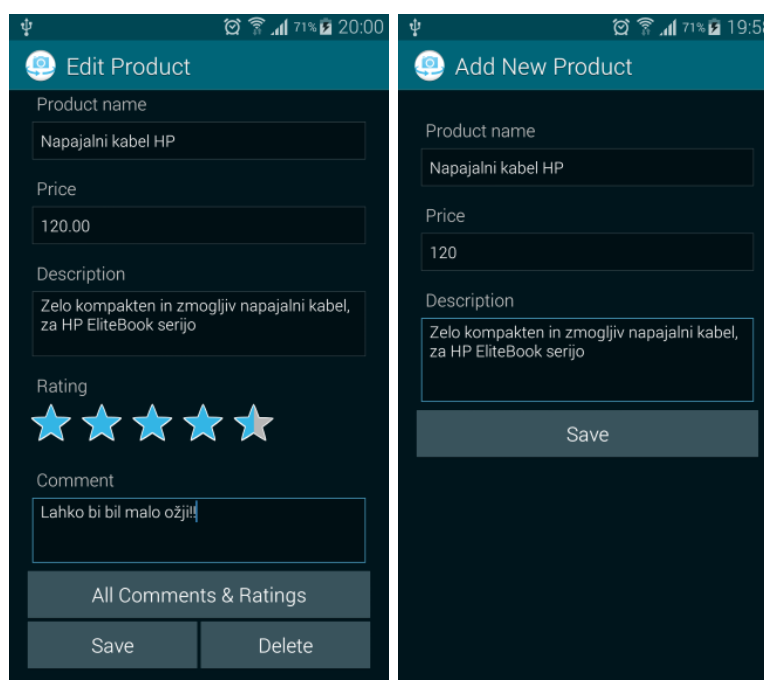 71% 20:00
Edit Product
Product name
Napajalni kabel HP
Price
120.00
Description
Zelo kompakten in zmogljiv napajalni kabel,
za HP EliteBook serijo
Rating
Comment
Lahko bi bil malo ožji!!
All Comments & Ratings
Save
Delete
71% 19:58
Add New Product
Product name
Napajalni kabel HP
Price
120
Description
Zelo kompakten in zmogljiv napajalni kabel,
za HP EliteBook serijo
Save